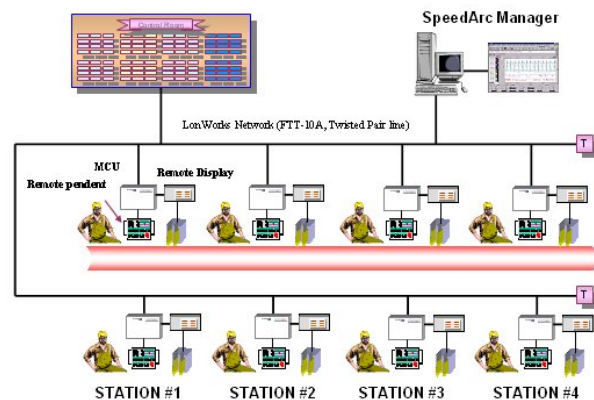 SpeedArc Manager
Control Room
LonWorks Network (FTT-10A, Twisted Pair line)
T
MCU
Remote Display
Remote pendent
T
STATION #1 STATION #2 STATION #3 STATION #4